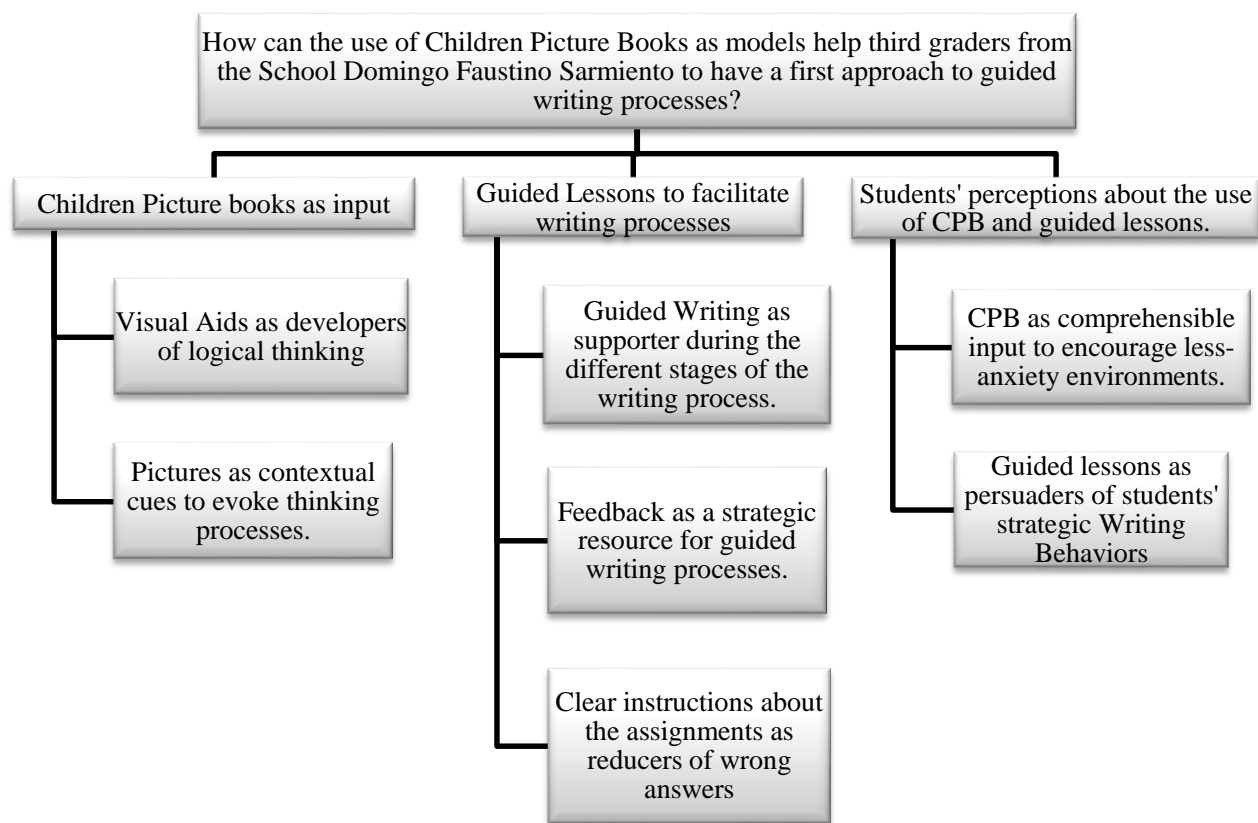 How can the use of Children Picture Books as models help third graders from
the School Domingo Faustino Sarmiento to have a first approach to guided
writing processes?
Children Picture books as input
Visual Aids as developers
of logical thinking
Pictures as contextual
cues to evoke thinking
processes.
Guided Lessons to facilitate
writing processes
Guided Writing as
supporter during the
different stages of the
writing process.
Feedback as a strategic
resource for guided
writing processes.
Clear instructions about
the assignments as
reducers of wrong
answers
Students' perceptions about the use
of CPB and guided lessons.
CPB as comprehensible
input to encourage less-
anxiety environments.
Guided lessons as
persuaders of students'
strategic Writing
Behaviors